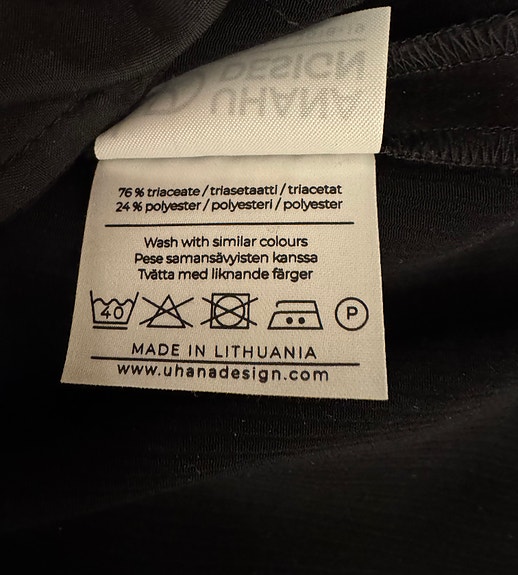 UHANA
DESIGN
76 % triaceate / triasetaatti / triacetat
24 % polyester / polyesteri / polyester
Wash with similar colours
Pese samansävyisten kanssa
Tvätta med liknande färger
40
P
MADE IN LITHUANIA
www.uhanadesign.com